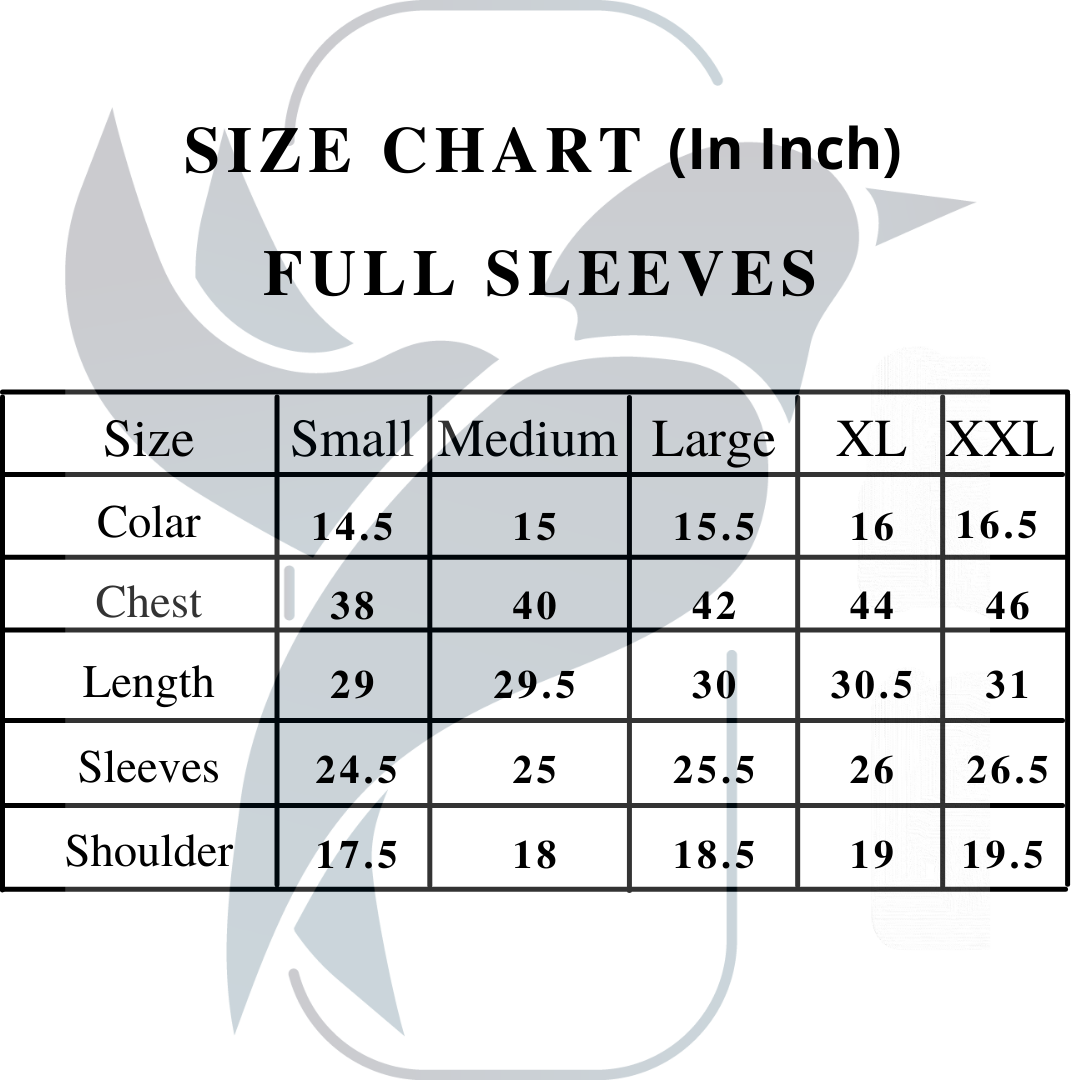 SIZE CHART (In Inch)
FULL SLEEVES
Size Small Medium Large XL XXL
Colar 14.5 15 15.5 16 16.5
Chest 38 40 42 44 46
Length 29 29.5 30 30.5 31
Sleeves 24.5 25 25.5 26 26.5
Shoulder 17.5 18 18.5 19 19.5